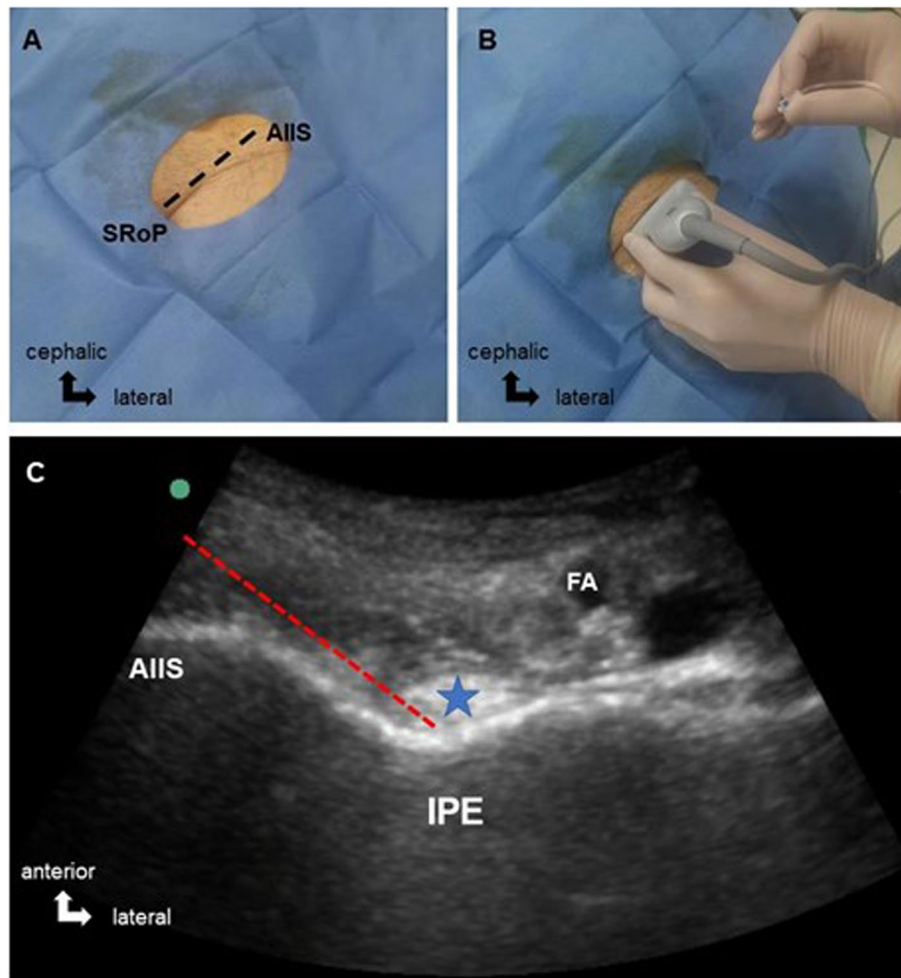 A
AIIS
SRoP
cephalic
lateral
B
cephalic
lateral
C
FA
AIIS
IPE
anterior
lateral